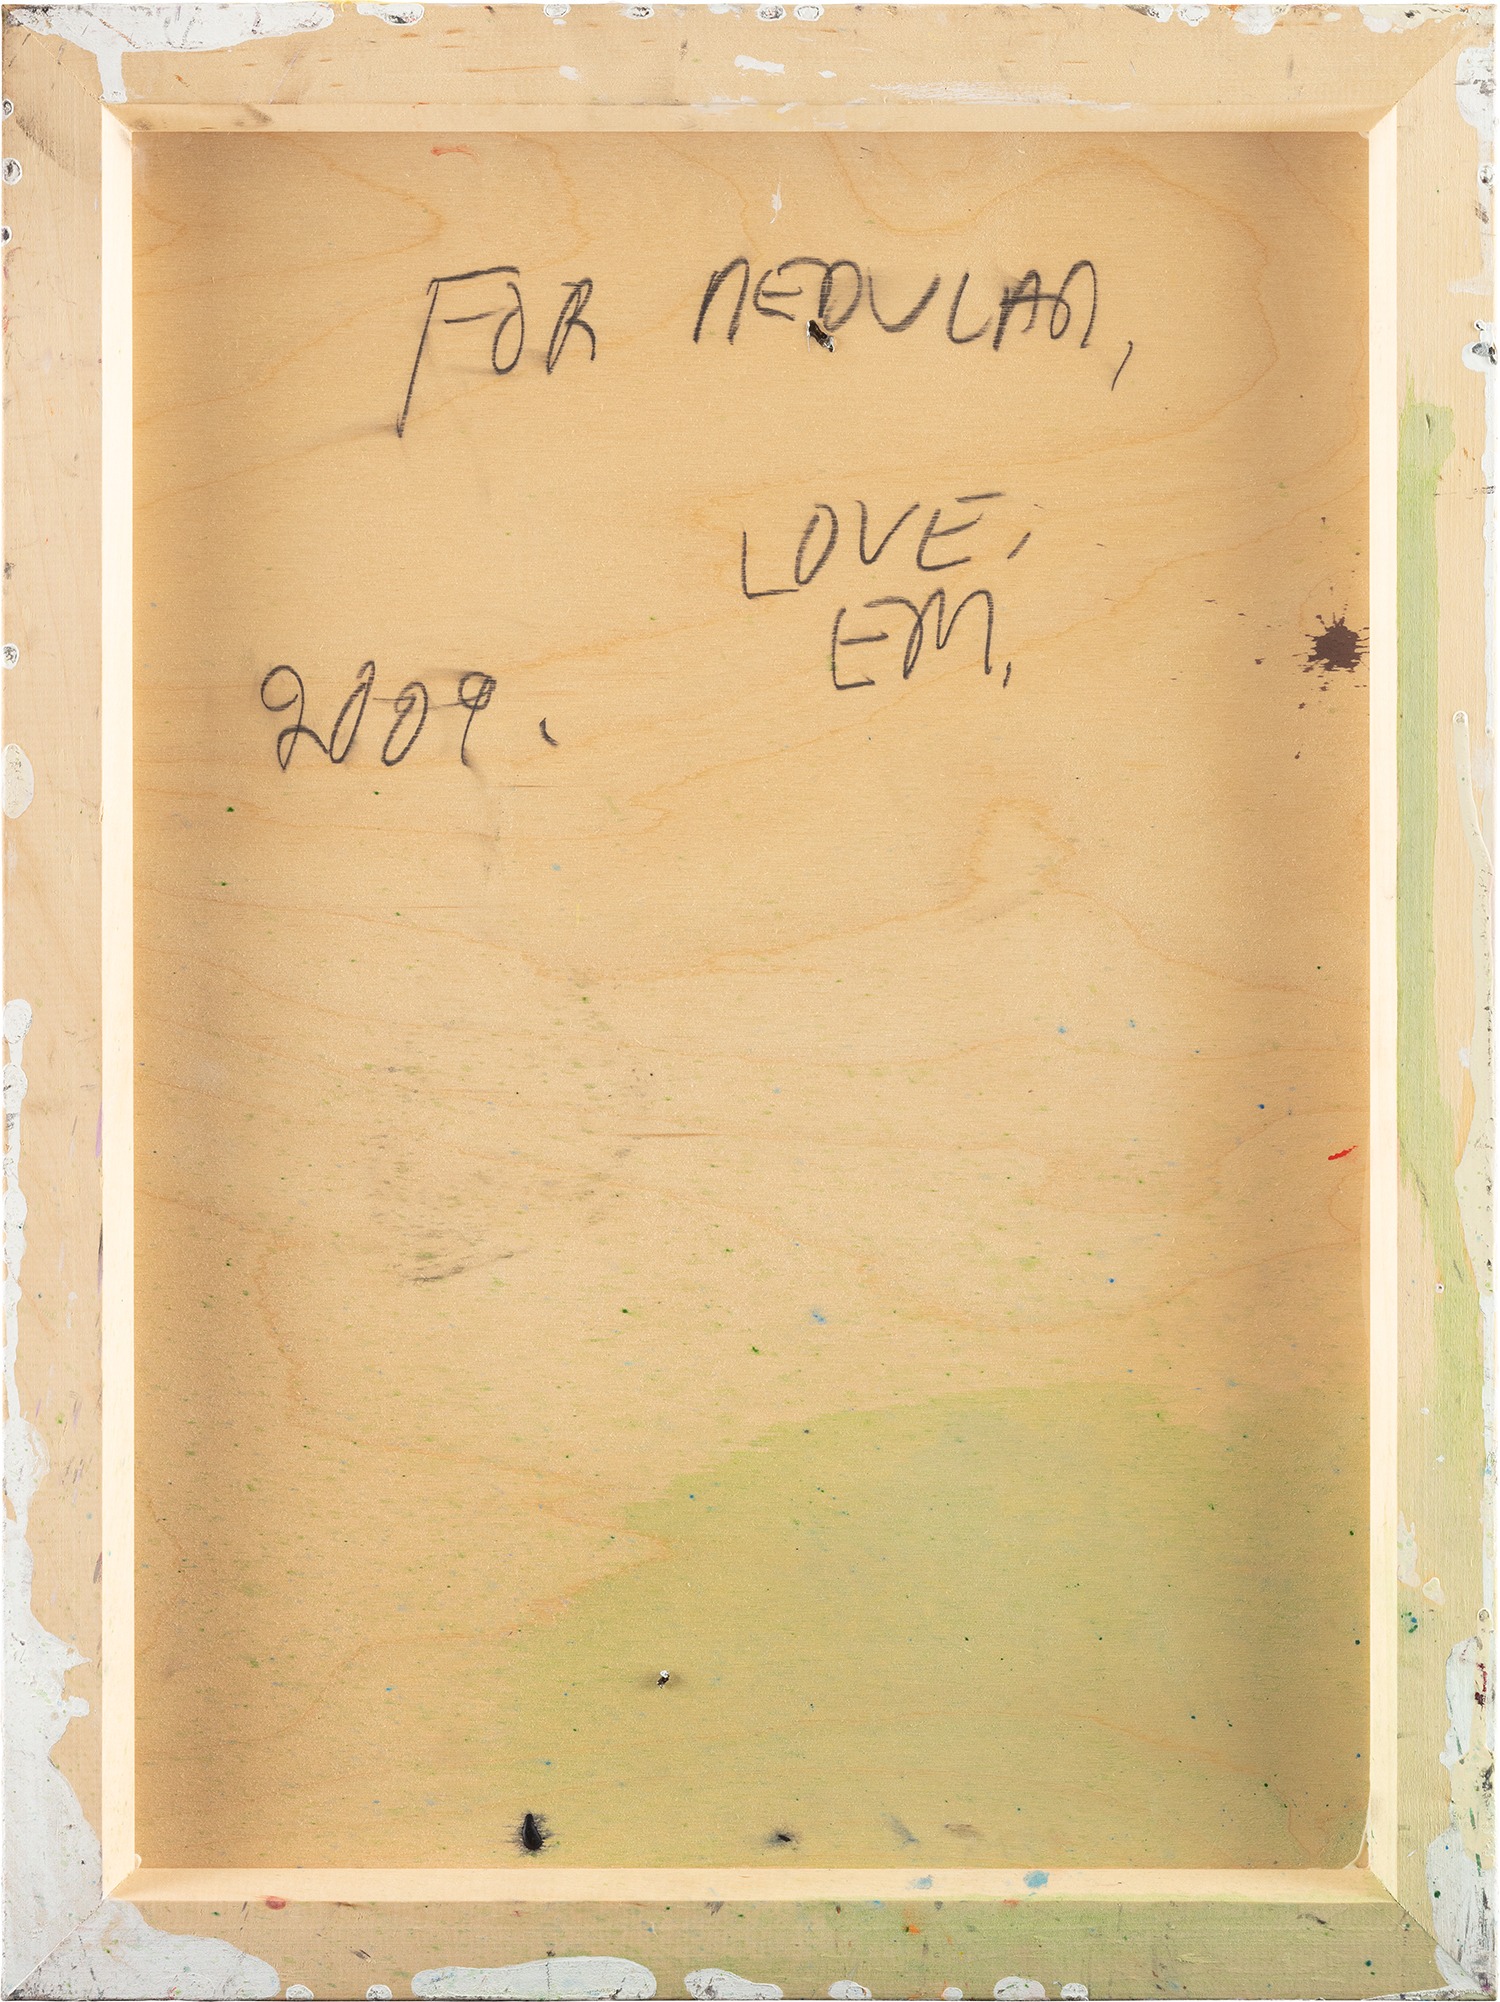 FOR NEDULAN,
LOVE,
EM,
2009.